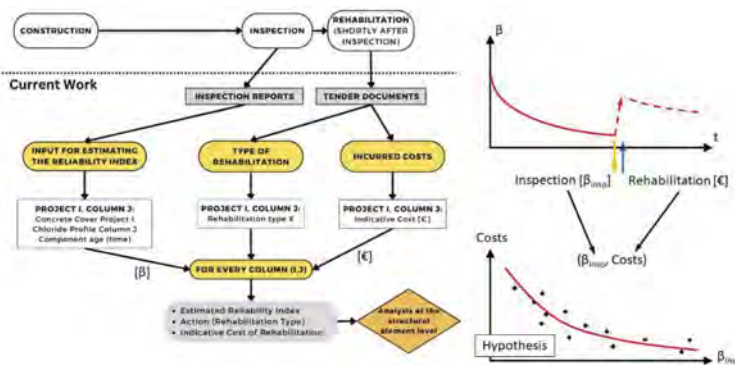 CONSTRUCTION
INSPECTION
REHABILITATION
(SHORTLY AFTER
INSPECTION)
Current Work
INSPECTION REPORTS
TENDER DOCUMENTS
INPUT FOR ESTIMATING
THE RELIABILITY INDEX
TYPE OF
REHABILITATION
INCURRED COSTS
PROJECT I, COLUMN J:
Concrete Cover Project I
Chloride Profile Column J
Component age (time)
PROJECT I, COLUMN J:
Rehabilitation type X
PROJECT I, COLUMN J:
Indicative Cost [€]
[β]
FOR EVERY COLUMN (I,J)
[€]
• Estimated Reliability Index
• Action (Rehabilitation Type)
• Indicative Cost of Rehabilitation
Analysis at the
structural
element level
β
t
Inspection [βinsp]
Rehabilitation [€]
(βinsp, Costs)
Costs
Hypothesis